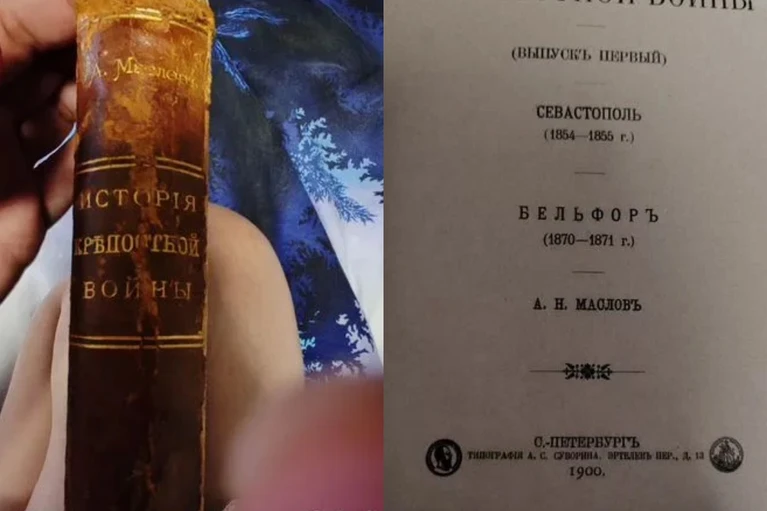 А. Масловъ
ИСТОРІЯ
КРѢПОСТНОЙ
ВОЙНЫ
ВОЙНЫ
(ВЫПУСКЪ ПЕРВЫЙ)
СЕВАСТОПОЛЬ
(1854—1855 г.)
БЕЛЬФОРЪ
(1870—1871 г.)
А. Н. МАСЛОВЪ
С.-ПЕТЕРБУРГЪ
ТИПОГРАФІЯ А. С. СУВОРИНА. ЭРТЕЛЕВЪ ПЕР., Д. 13
1900.